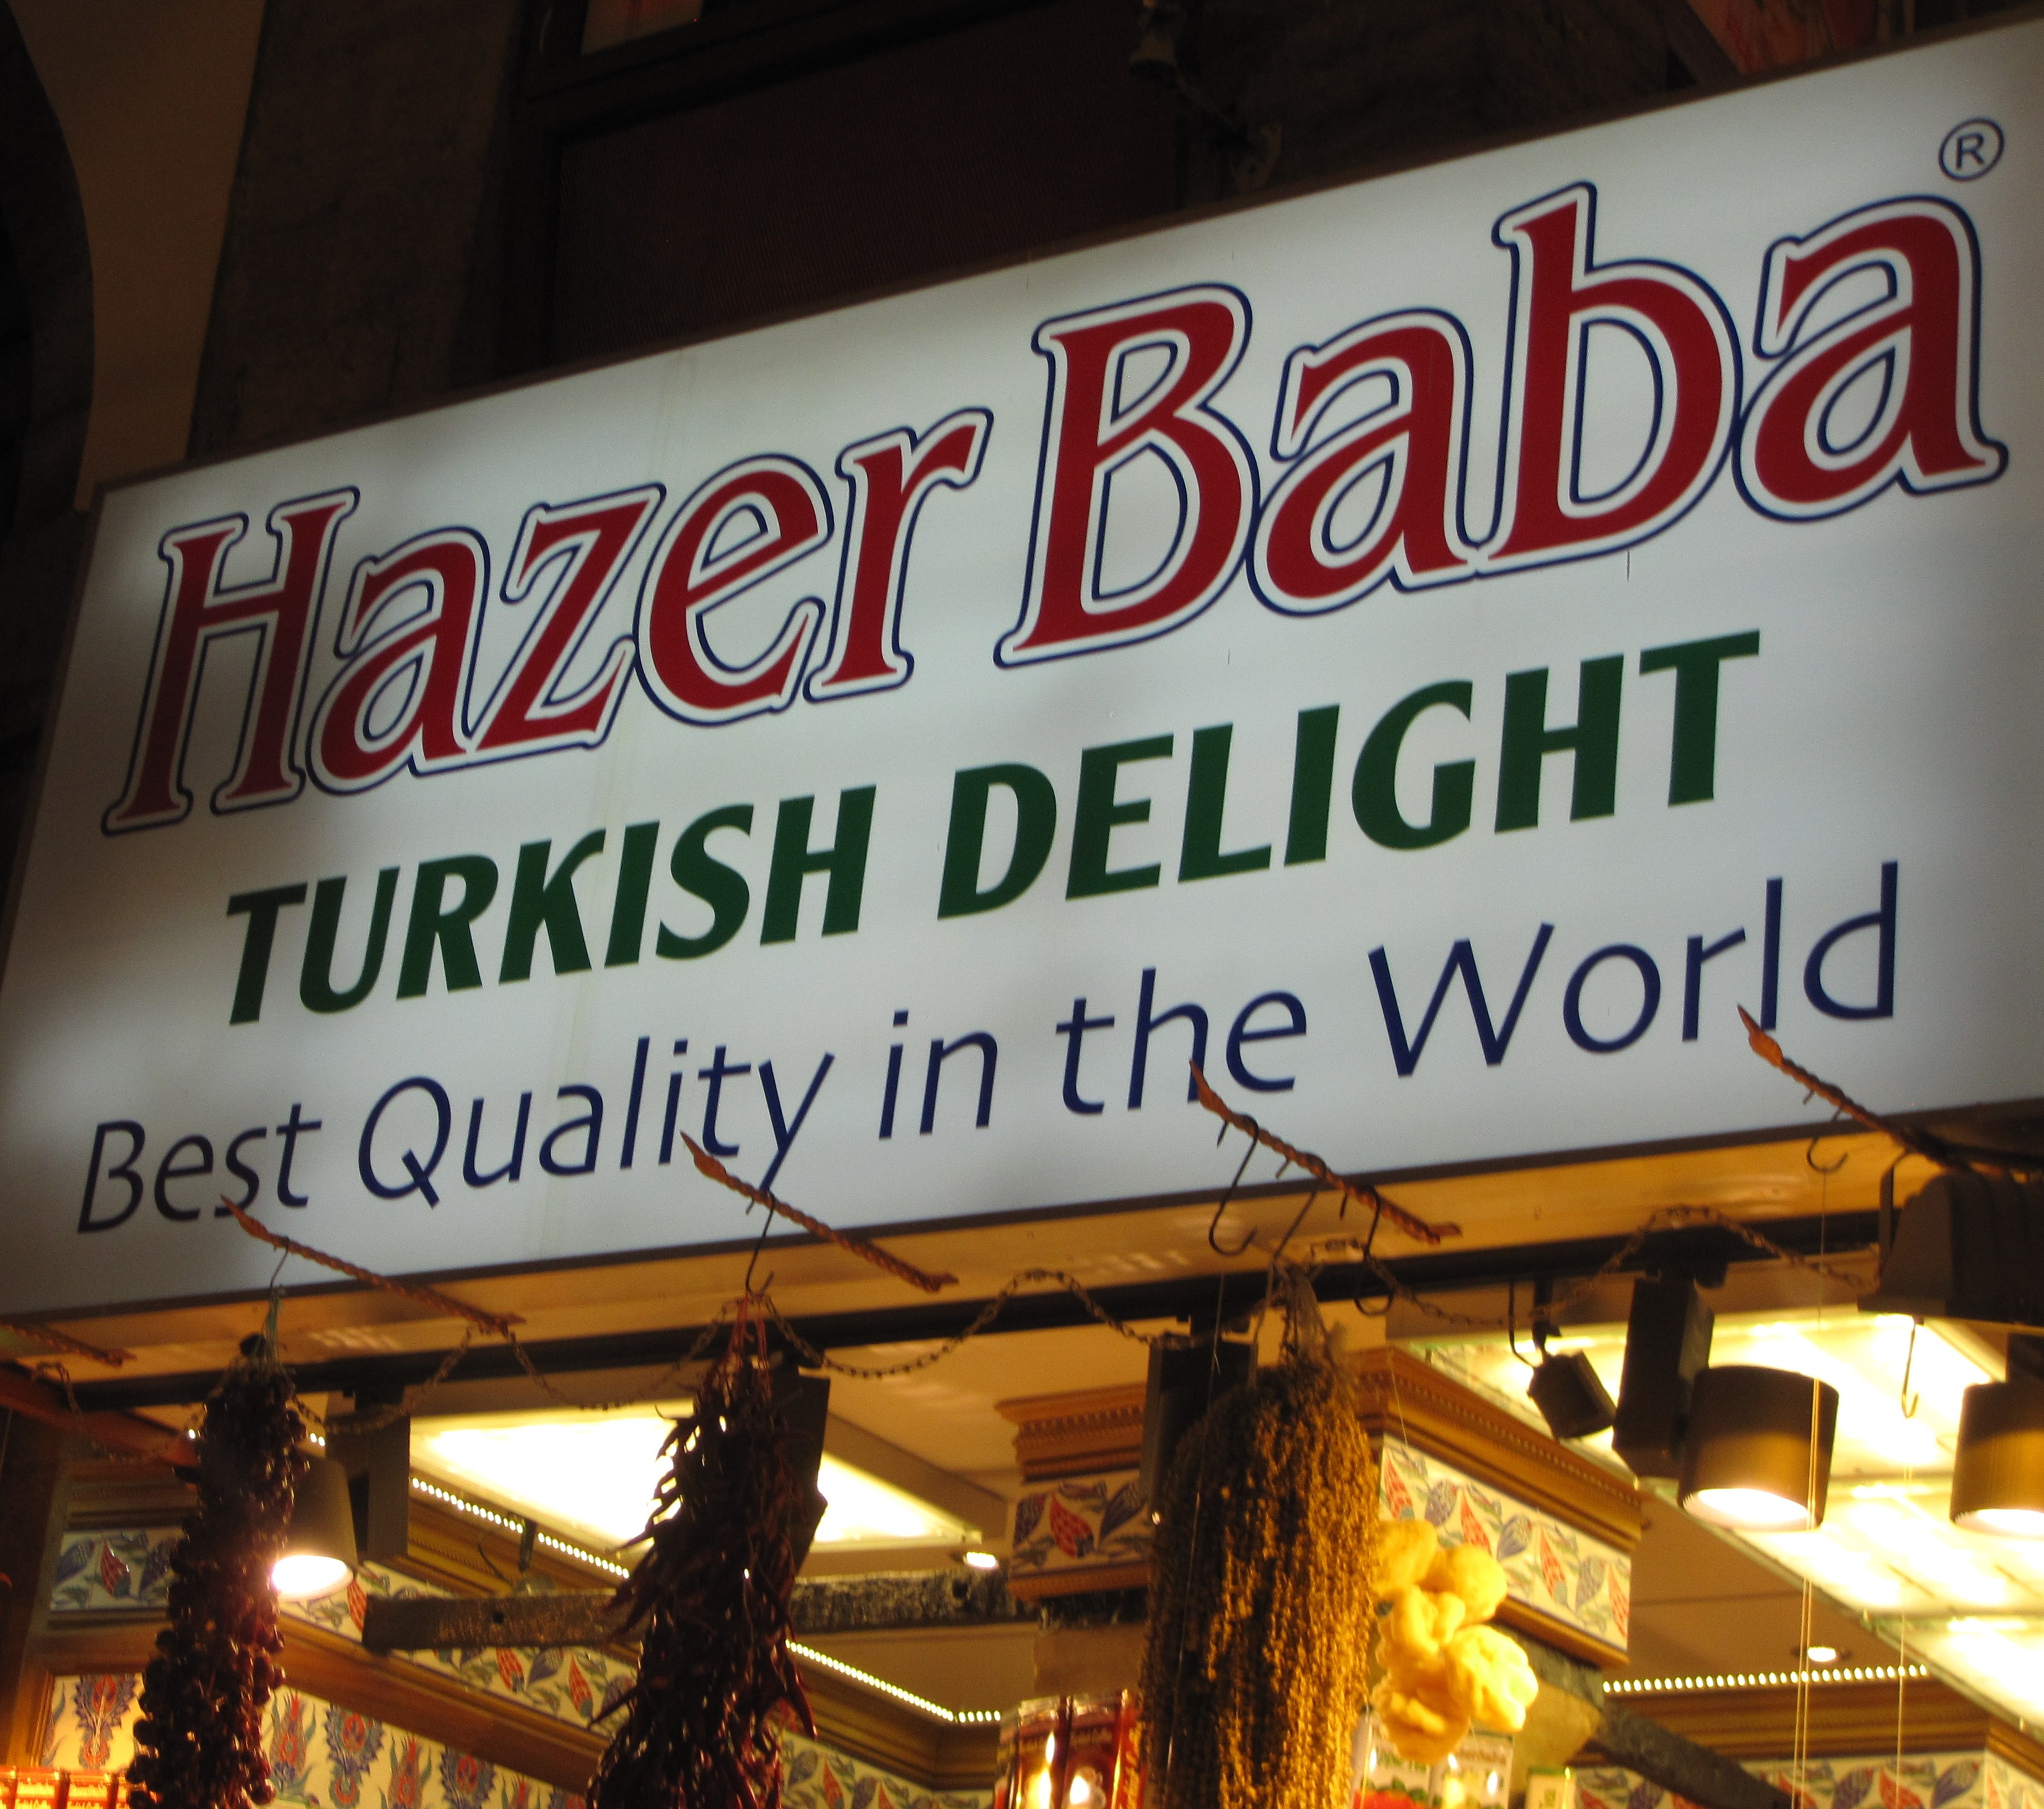 Hazer Baba®
TURKISH DELIGHT
Best Quality in the World